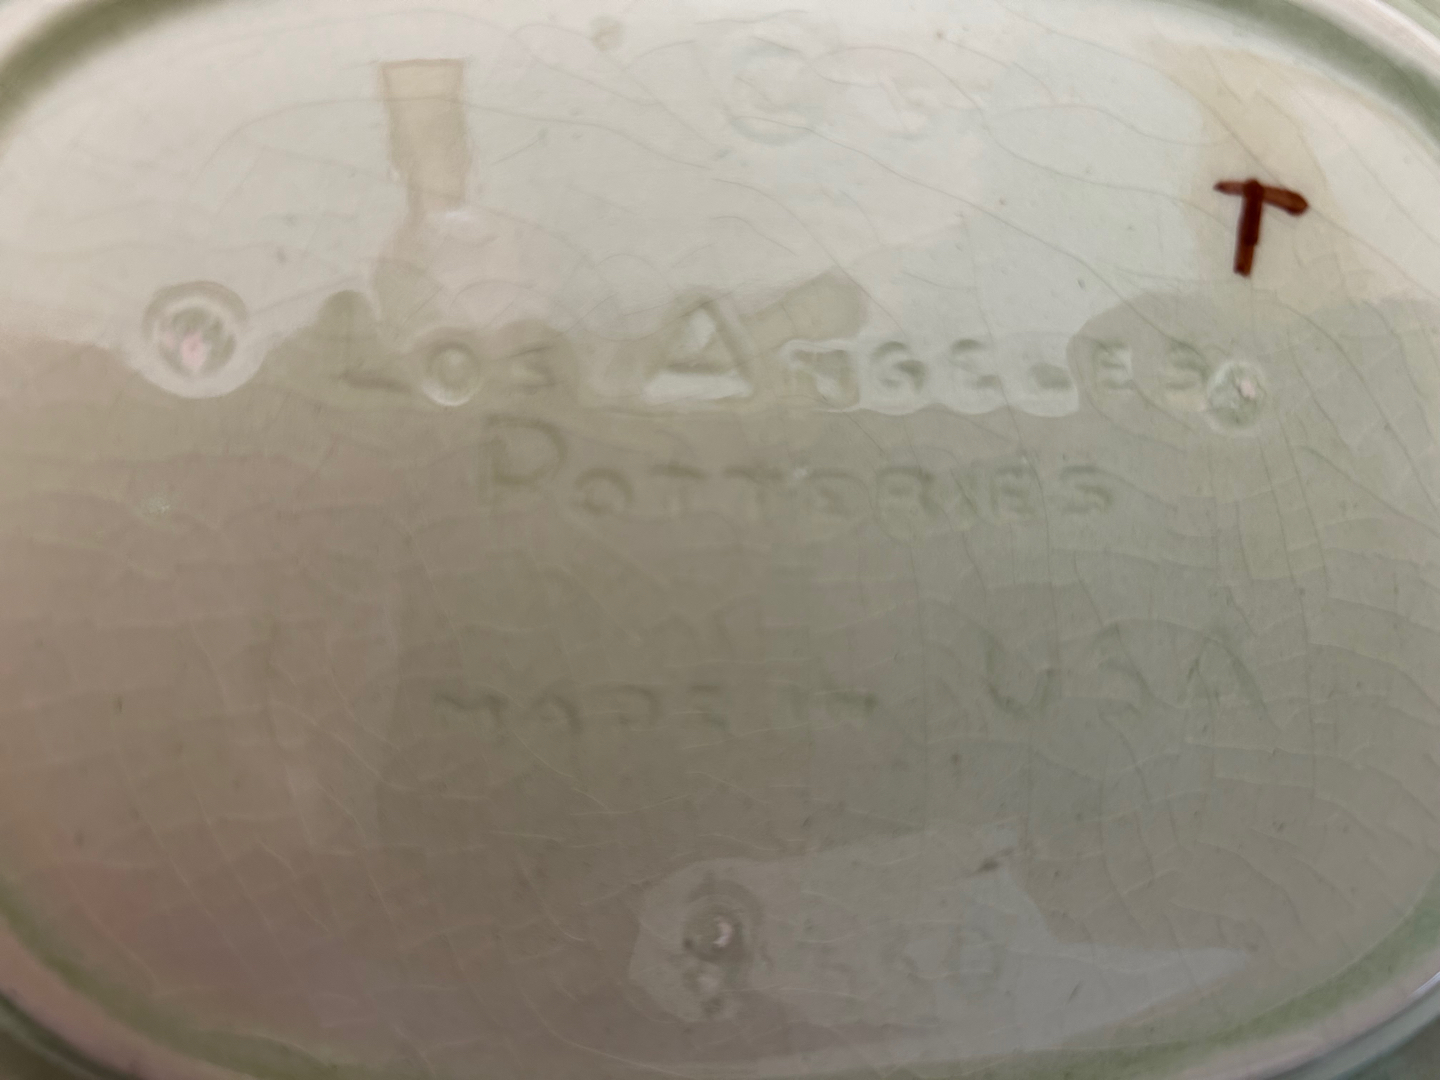 T
Los Angeles
Potteries
MADE IN USA